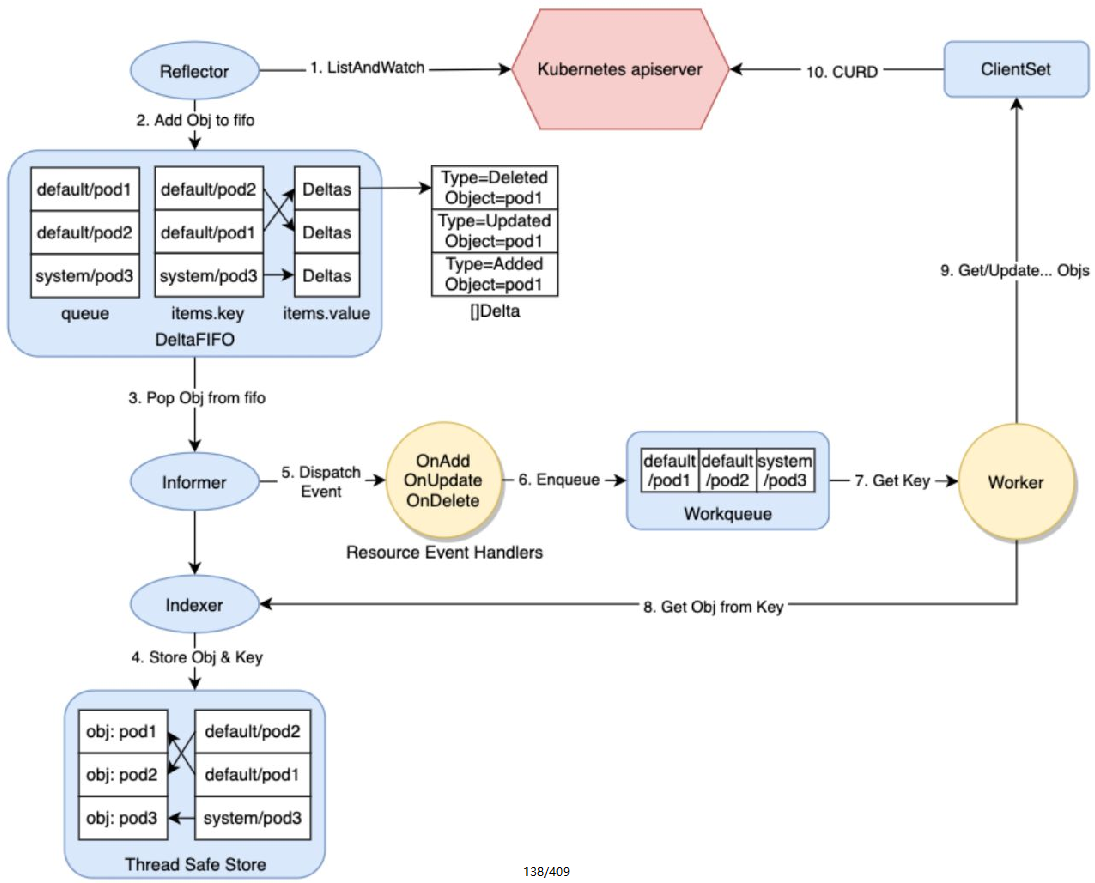 Reflector
1. ListAndWatch
Kubernetes apiserver
10. CURD
ClientSet
2. Add Obj to fifo
default/pod1
default/pod2
system/pod3
queue
default/pod2
default/pod1
system/pod3
items.key
Deltas
Deltas
Deltas
items.value
DeltaFIFO
Type=Deleted
Object=pod1
Type=Updated
Object=pod1
Type=Added
Object=pod1
[]Delta
9. Get/Update... Objs
3. Pop Obj from fifo
Informer
5. Dispatch
Event
OnAdd
OnUpdate
OnDelete
Resource Event Handlers
6. Enqueue
default
/pod1
default
/pod2
system
/pod3
Workqueue
7. Get Key
Worker
Indexer
8. Get Obj from Key
4. Store Obj & Key
obj: pod1
obj: pod2
obj: pod3
default/pod2
default/pod1
system/pod3
Thread Safe Store
138/409